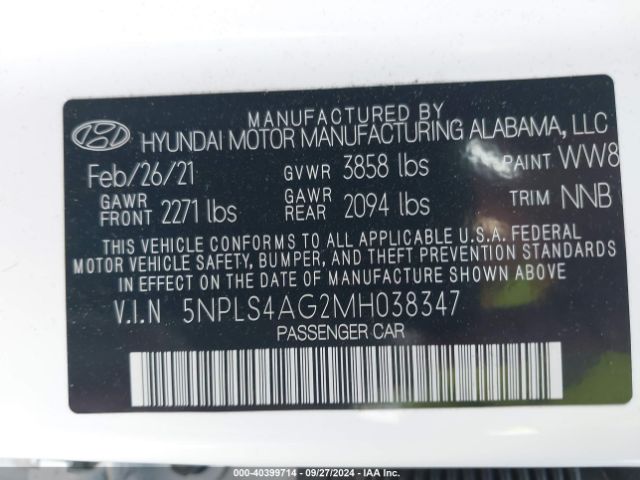 MANUFACTURED BY
HYUNDAI MOTOR MANUFACTURING ALABAMA, LLC
Feb/26/21 GVWR 3858 lbs PAINT WW8
GAWR FRONT 2271 lbs GAWR REAR 2094 lbs TRIM NNB
THIS VEHICLE CONFORMS TO ALL APPLICABLE U.S.A. FEDERAL
MOTOR VEHICLE SAFETY, BUMPER, AND THEFT PREVENTION STANDARDS
IN EFFECT ON THE DATE OF MANUFACTURE SHOWN ABOVE
V.I.N 5NPLS4AG2MH038347
PASSENGER CAR
000-40399714 - 09/27/2024 - IAA Inc.